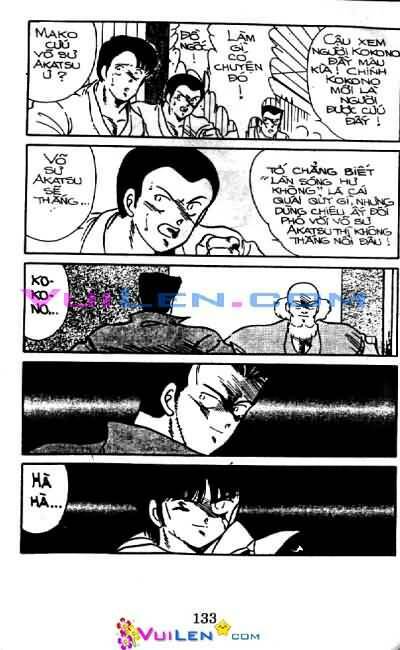 MAKO
CỨU
VÕ SƯ
AKATSU
Ư ?
ĐỒ
NGỐC
!
LÀM
GÌ
CÓ
CHUYỆN
ĐÓ !
CẬU XEM
NGƯỜI KOKONO
ĐẦY MÁU
KÌA ! CHÍNH
KOKONO
MỚI LÀ
NGƯỜI
ĐƯỢC CỨU
ĐẤY !
VÕ
SƯ
AKATSU
SẼ
THẮNG...
TỚ CHẲNG BIẾT
"LÀN SÓNG HƯ
KHÔNG" LÀ CÁI
QUÁI QUỶ GÌ, NHƯNG
DÙNG CHIÊU ẤY ĐỐI
PHÓ VỚI VÕ SƯ
AKATSU THÌ KHÔNG
THẮNG NỔI ĐÂU !
KO-
KO-
NO...
VUILEN.COM
HÀ
HÀ...
133
VUILEN.COM